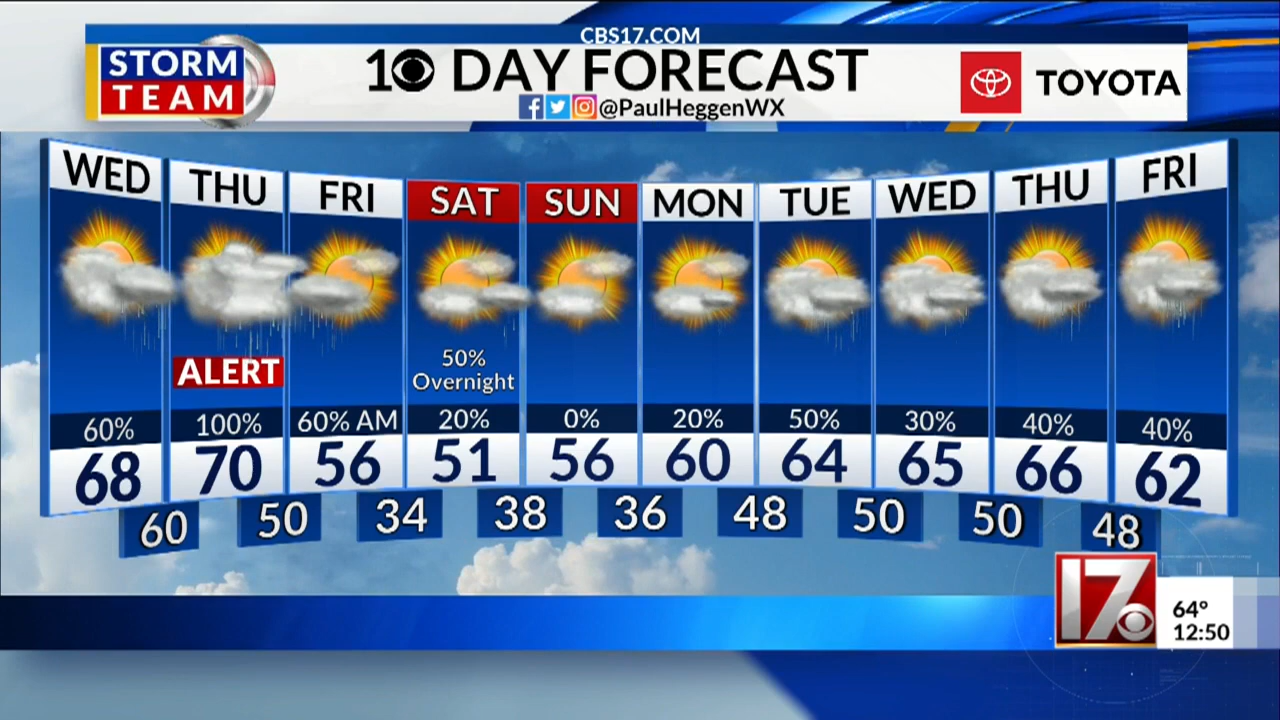 CBS17.COM
STORM
TEAM
10 DAY FORECAST
@PaulHeggenWX
TOYOTA
WED THU FRI SAT SUN MON TUE WED THU FRI
ALERT
50%
Overnight
60% 100% 60% AM 20% 0% 20% 50% 30% 40% 40%
68 70 56 51 56 60 64 65 66 62
60 50 34 38 36 48 50 50 48
17
64°
12:50